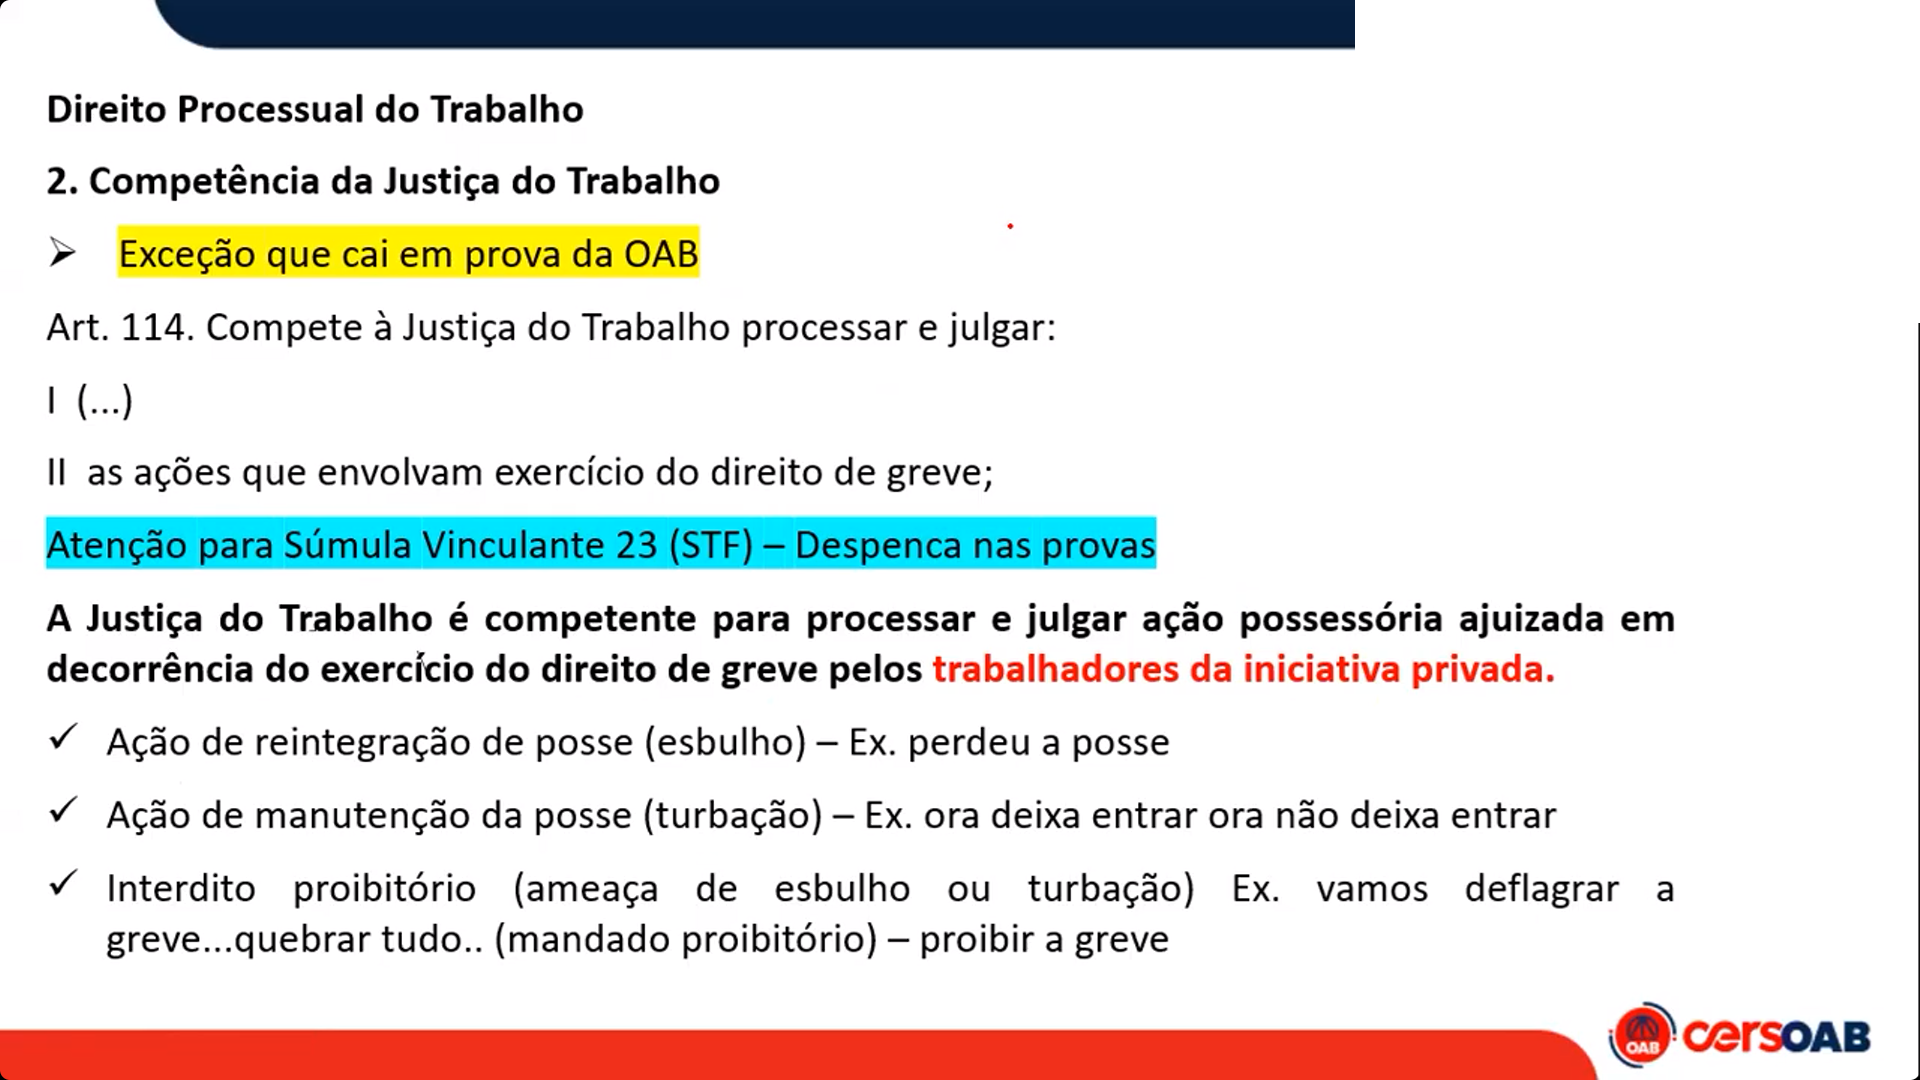 Direito Processual do Trabalho
2. Competência da Justiça do Trabalho
Exceção que cai em prova da OAB
Art. 114. Compete à Justiça do Trabalho processar e julgar:
I (...)
II as ações que envolvam exercício do direito de greve;
Atenção para Súmula Vinculante 23 (STF) – Despenca nas provas
A Justiça do Trabalho é competente para processar e julgar ação possessória ajuizada em
decorrência do exercício do direito de greve pelos trabalhadores da iniciativa privada.
Ação de reintegração de posse (esbulho) – Ex. perdeu a posse
Ação de manutenção da posse (turbação) – Ex. ora deixa entrar ora não deixa entrar
Interdito proibitório (ameaça de esbulho ou turbação) Ex. vamos deflagrar a
greve...quebrar tudo.. (mandado proibitório) – proibir a greve
OAB cersOAB